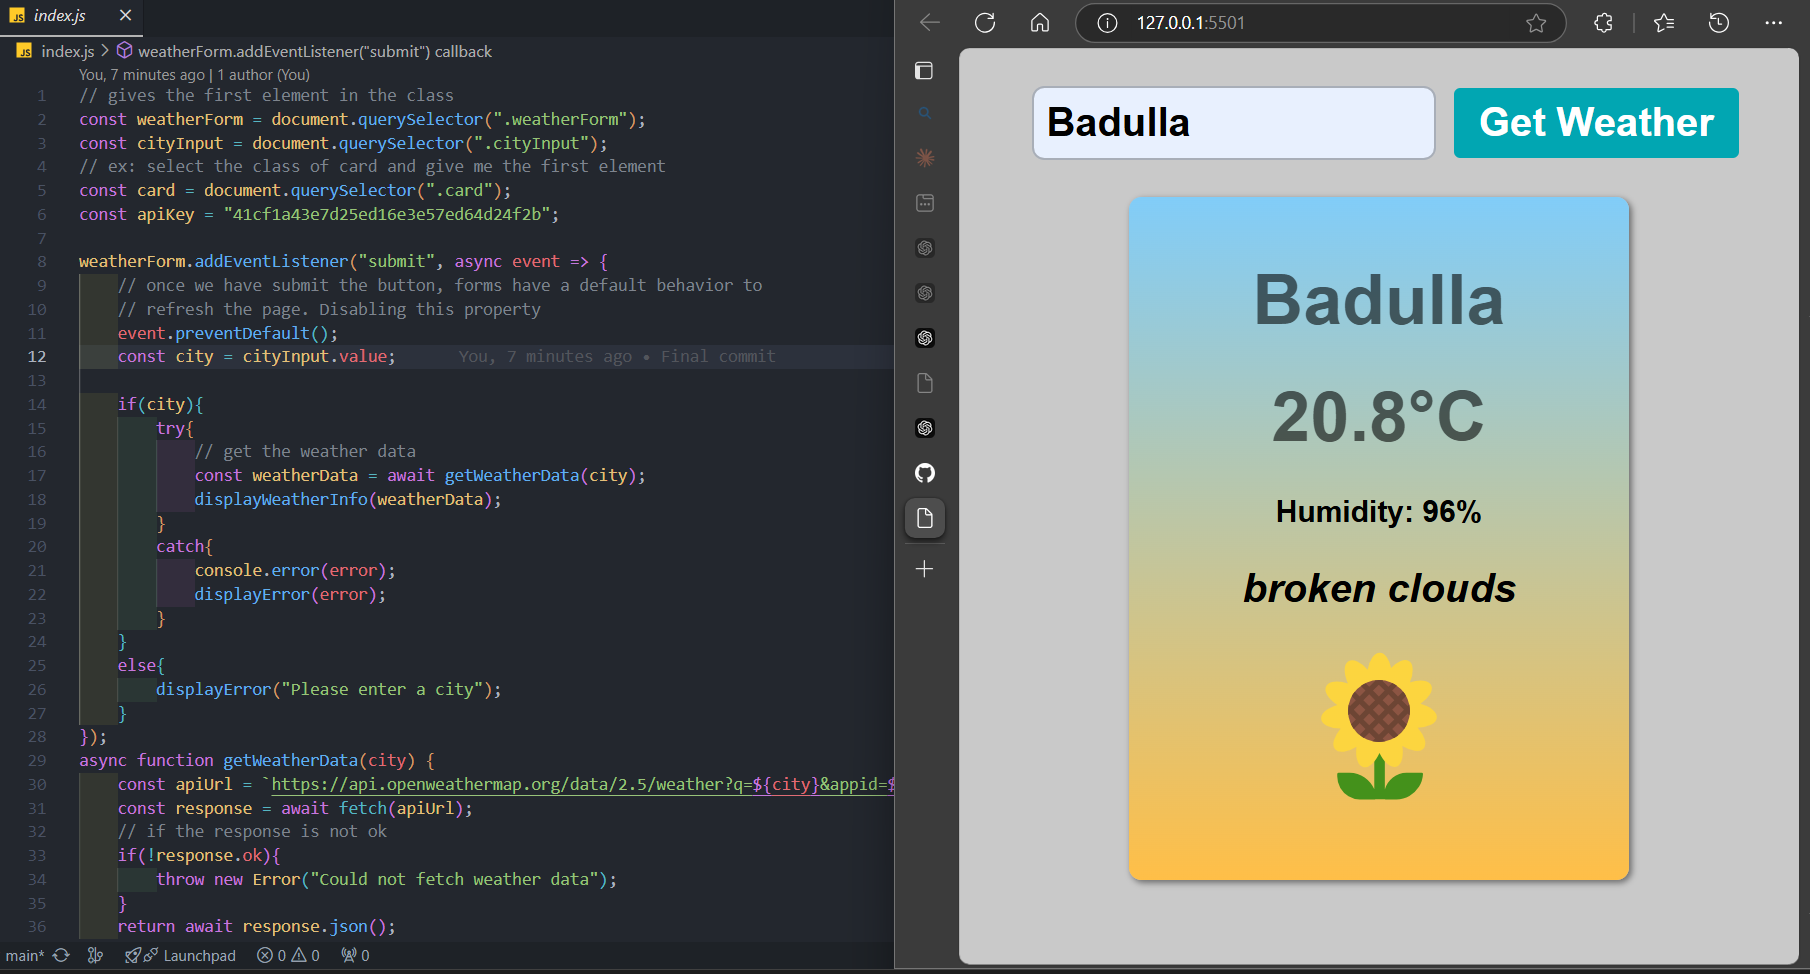 JS index.js ×
JS index.js > weatherForm.addEventListener("submit") callback
You, 7 minutes ago | 1 author (You)
1 // gives the first element in the class
2 const weatherForm = document.querySelector(".weatherForm");
3 const cityInput = document.querySelector(".cityInput");
4 // ex: select the class of card and give me the first element
5 const card = document.querySelector(".card");
6 const apiKey = "41cf1a43e7d25ed16e3e57ed64d24f2b";
7
8 weatherForm.addEventListener("submit", async event => {
9 // once we have submit the button, forms have a default behavior to
10 // refresh the page. Disabling this property
11 event.preventDefault();
12 const city = cityInput.value; You, 7 minutes ago • Final commit
13
14 if(city){
15 try{
16 // get the weather data
17 const weatherData = await getWeatherData(city);
18 displayWeatherInfo(weatherData);
19 }
20 catch{
21 console.error(error);
22 displayError(error);
23 }
24 }
25 else{
26 displayError("Please enter a city");
27 }
28 });
29 async function getWeatherData(city) {
30 const apiUrl = `https://api.openweathermap.org/data/2.5/weather?q=${city}&appid=$
31 const response = await fetch(apiUrl);
32 // if the response is not ok
33 if(!response.ok){
34 throw new Error("Could not fetch weather data");
35 }
36 return await response.json();
main* Launchpad 0 0 0
127.0.0.1:5501
Badulla Get Weather
Badulla
20.8°C
Humidity: 96%
broken clouds